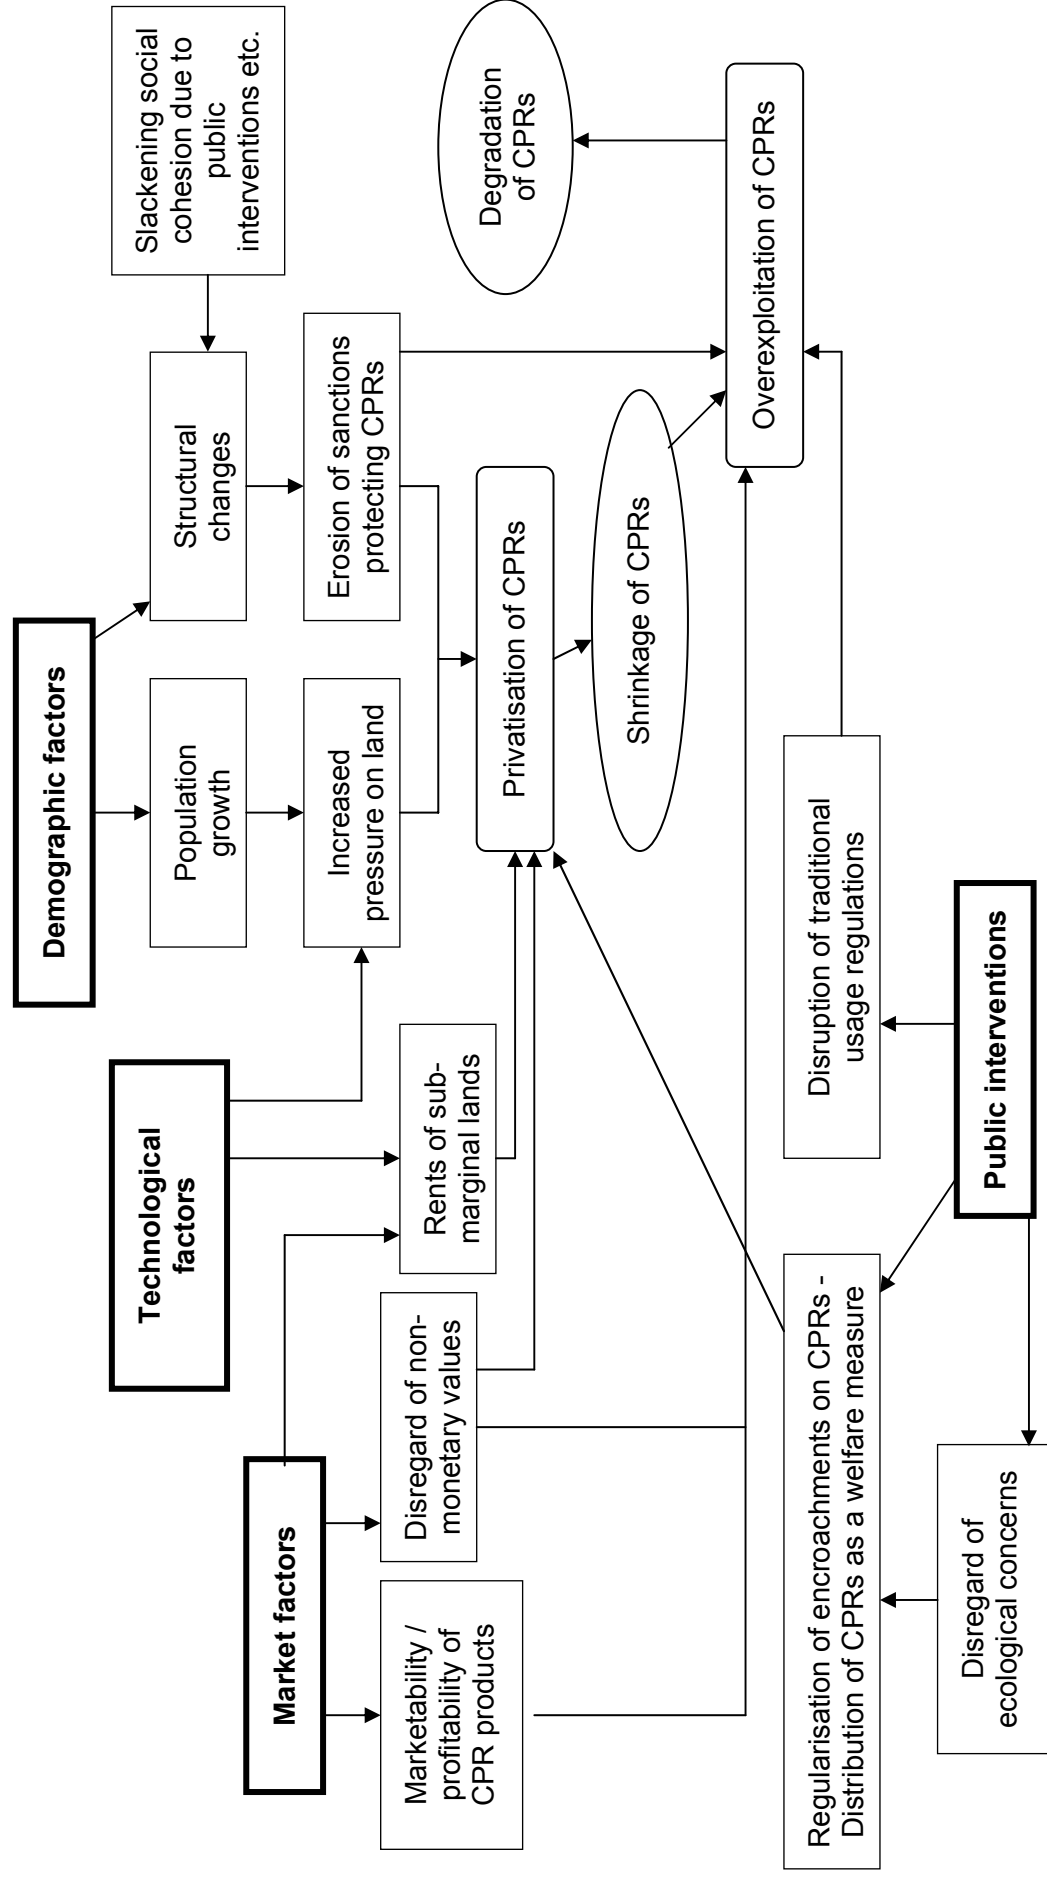 Demographic factors
Technological
factors
Market factors
Slackening social
cohesion due to
public
interventions etc.
Structural
changes
Population
growth
Erosion of sanctions
protecting CPRs
Increased
pressure on land
Rents of sub-
marginal lands
Disregard of non-
monetary values
Marketability /
profitability of
CPR products
Privatisation of CPRs
Degradation
of CPRs
Shrinkage of CPRs
Overexploitation of CPRs
Regularisation of encroachments on CPRs -
Distribution of CPRs as a welfare measure
Disruption of traditional
usage regulations
Disregard of
ecological concerns
Public interventions